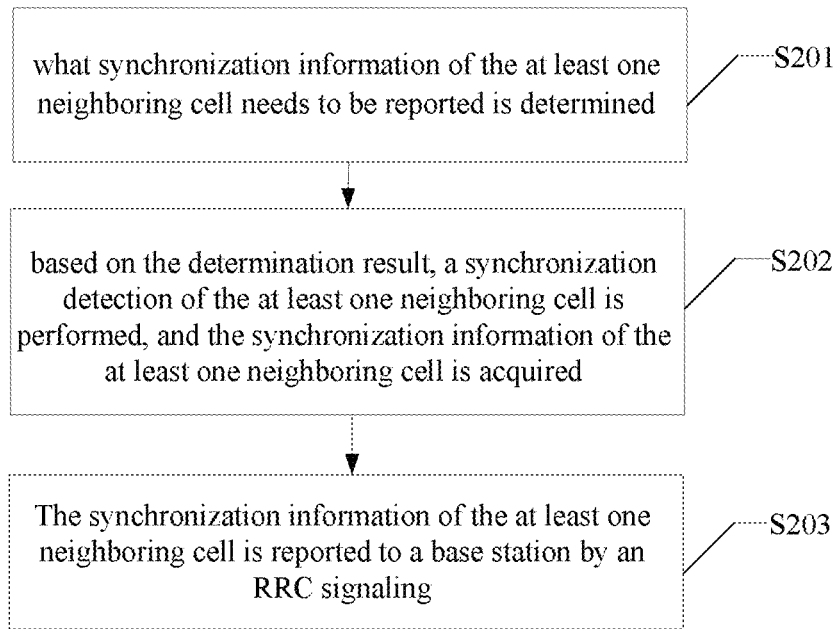 what synchronization information of the at least one
neighboring cell needs to be reported is determined
S201
based on the determination result, a synchronization
detection of the at least one neighboring cell is
performed, and the synchronization information of the
at least one neighboring cell is acquired
S202
The synchronization information of the at least one
neighboring cell is reported to a base station by an
RRC signaling
S203